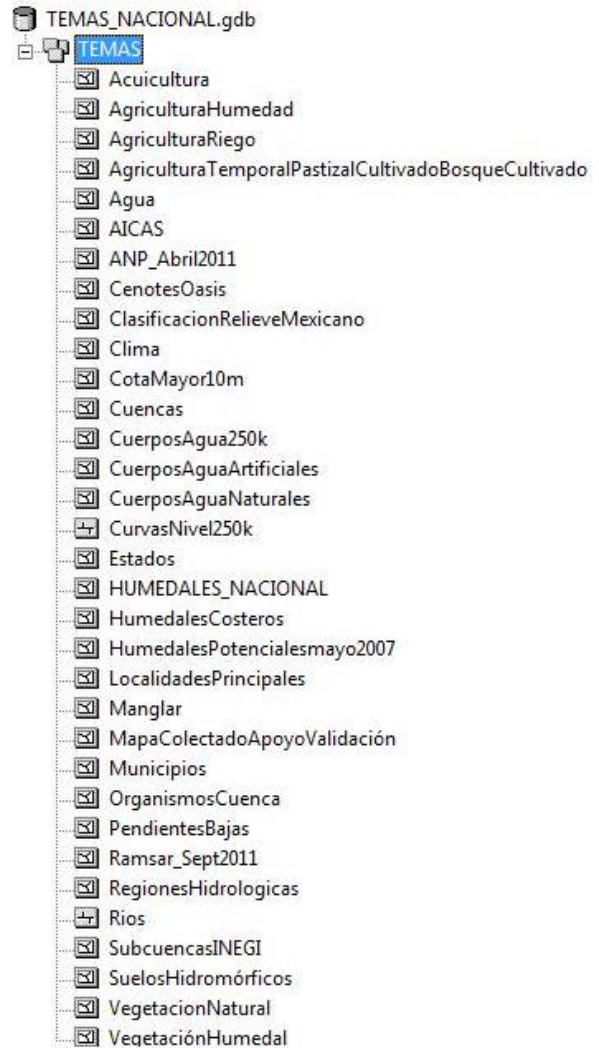 TEMAS_NACIONAL.gdb
TEMAS
Acuicultura
AgriculturaHumedad
AgriculturaRiego
AgriculturaTemporalPastizalCultivadoBosqueCultivado
Agua
AICAS
ANP_Abril2011
CenotesOasis
ClasificacionRelieveMexicano
Clima
CotaMayor10m
Cuencas
CuerposAgua250k
CuerposAguaArtificiales
CuerposAguaNaturales
CurvasNivel250k
Estados
HUMEDALES_NACIONAL
HumedalesCosteros
HumedalesPotencialesmayo2007
LocalidadesPrincipales
Manglar
MapaColectadoApoyoValidación
Municipios
OrganismosCuenca
PendientesBajas
Ramsar_Sept2011
RegionesHidrologicas
Rios
SubcuencasINEGI
SuelosHidromórficos
VegetacionNatural
VegetaciónHumedal